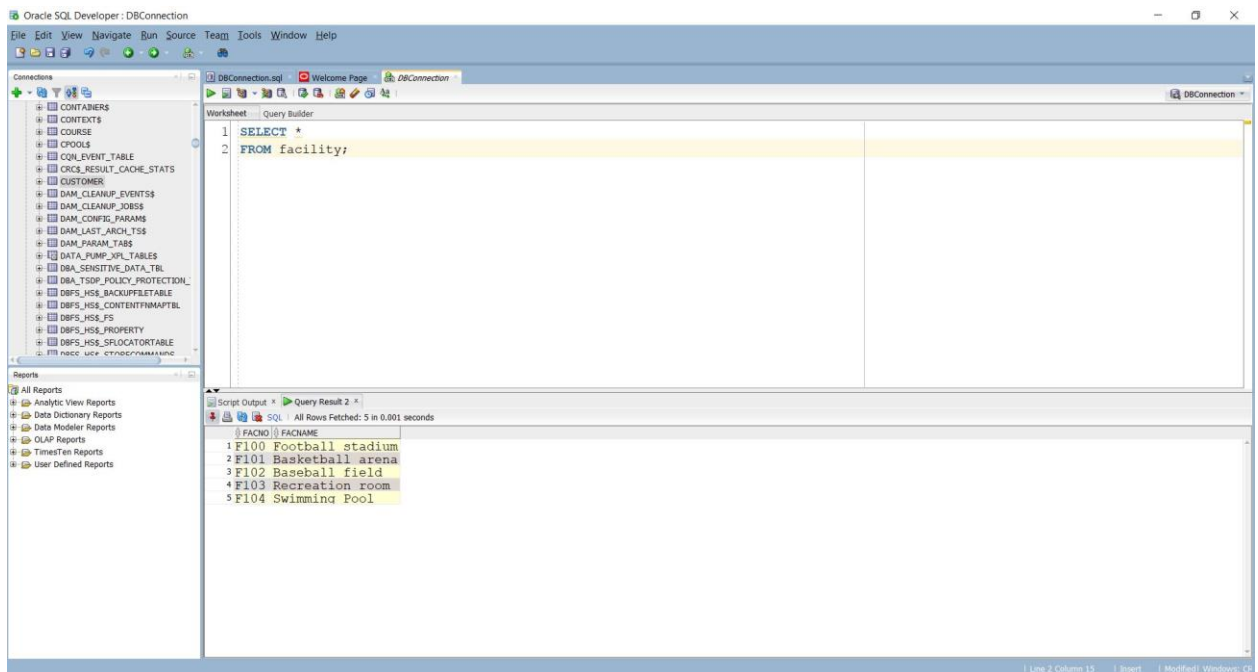 Oracle SQL Developer : DBConnection
File Edit View Navigate Run Source Team Tools Window Help
Connections
CONTAINER$
CONTEXT$
COURSE
CPOOL$
CQN_EVENT_TABLE
CRC$_RESULT_CACHE_STATS
CUSTOMER
DAM_CLEANUP_EVENTS$
DAM_CLEANUP_JOBS$
DAM_CONFIG_PARAM$
DAM_LAST_ARCH_TS$
DAM_PARAM_TAB$
DATA_PUMP_XPL_TABLE$
DBA_SENSITIVE_DATA_TBL
DBA_TSDP_POLICY_PROTECTION_
DBFS_HS$_BACKUPFILETABLE
DBFS_HS$_CONTENTFNMAPTBL
DBFS_HS$_FS
DBFS_HS$_PROPERTY
DBFS_HS$_SFLOCATORTABLE
DBFS_HS$_STORECOMMANDS
Reports
All Reports
Analytic View Reports
Data Dictionary Reports
Data Modeler Reports
OLAP Reports
TimesTen Reports
User Defined Reports
DBConnection.sql Welcome Page DBConnection
DBConnection
Worksheet Query Builder
1 SELECT *
2 FROM facility;
Script Output Query Result 2
SQL | All Rows Fetched: 5 in 0.001 seconds
FACNO FACNAME
1 F100 Football stadium
2 F101 Basketball arena
3 F102 Baseball field
4 F103 Recreation room
5 F104 Swimming Pool
Line 2 Column 15 | Insert | Modified | Windows: CR